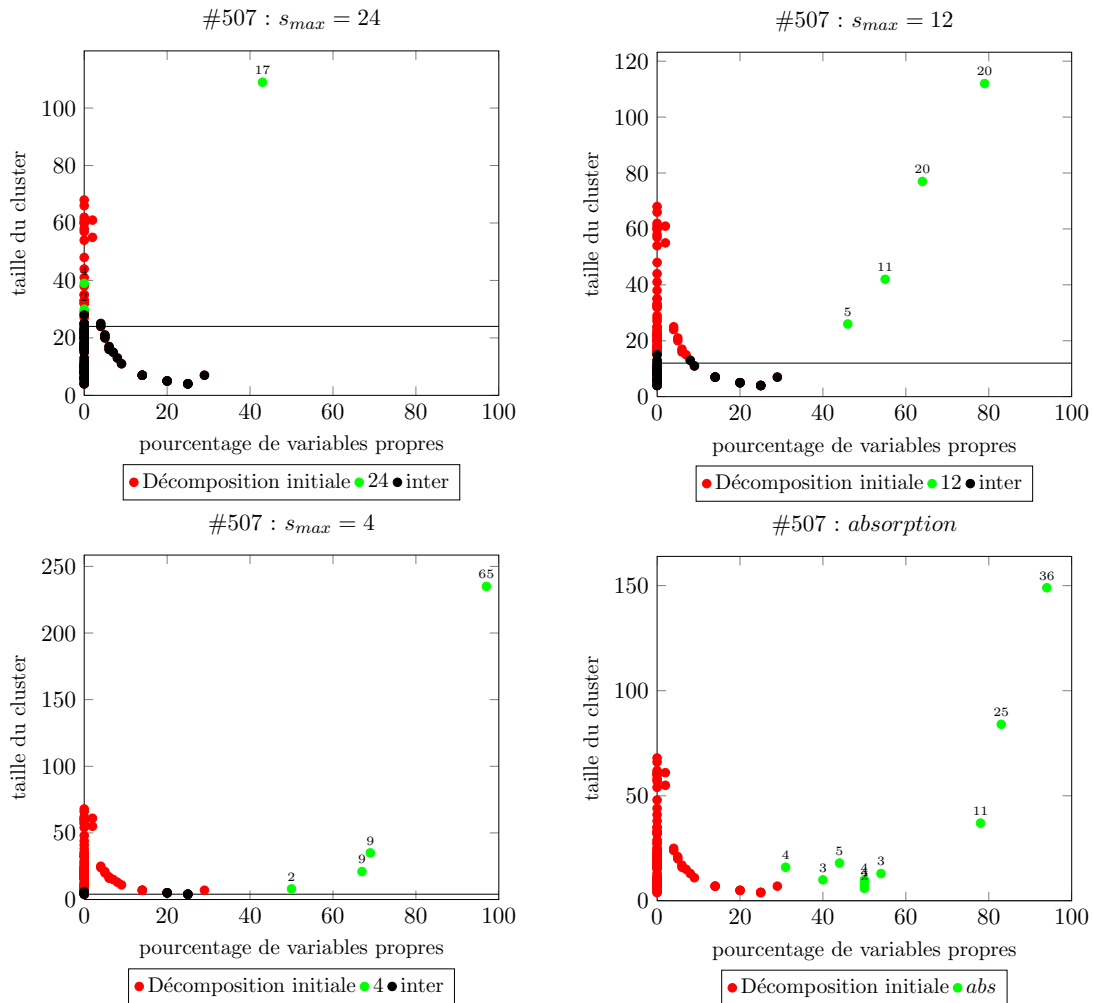 #507 : s_max = 24
17
100
80
60
40
20
0
4
2
0 20 40 60 80 100
taille du cluster
pourcentage de variables propres
Décomposition initiale 24 inter
#507 : s_max = 12
120
100
80
60
40
20
0
20
20
11
5
0 20 40 60 80 100
taille du cluster
pourcentage de variables propres
Décomposition initiale 12 inter
#507 : s_max = 4
250
200
150
100
50
0
65
9
9
2
0 20 40 60 80 100
taille du cluster
pourcentage de variables propres
Décomposition initiale 4 inter
#507 : absorption
150
100
50
0
36
25
11
4
3
5
4
3
0 20 40 60 80 100
taille du cluster
pourcentage de variables propres
Décomposition initiale abs